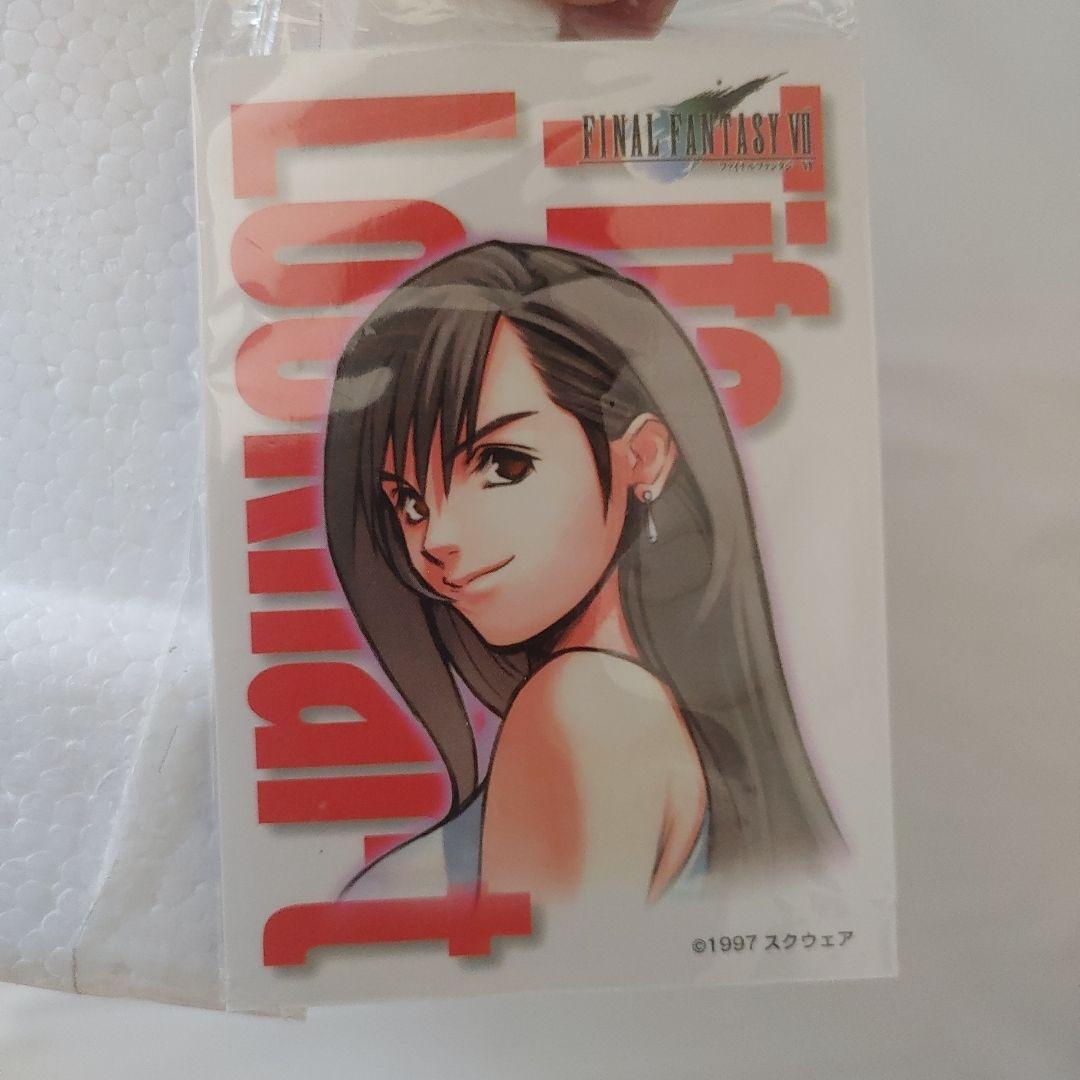 FINAL FANTASY VII
ファイナルファンタジー VII
Tifa
Lockhart
©1997 スクウェア